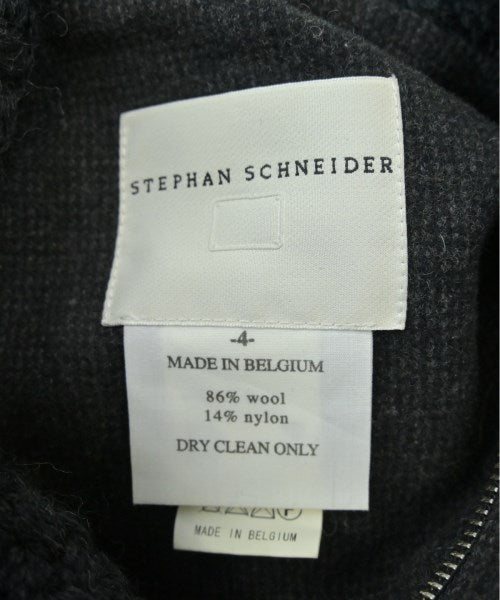 STEPHAN SCHNEIDER
-4-
MADE IN BELGIUM
86% wool
14% nylon
DRY CLEAN ONLY
MADE IN BELGIUM